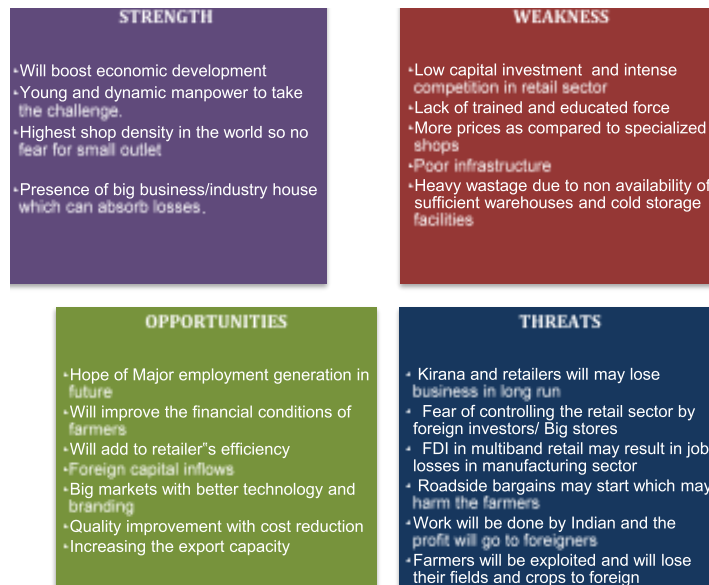 STRENGTH
Will boost economic development
Young and dynamic manpower to take
the challenge.
Highest shop density in the world so no
fear for small outlet
Presence of big business/industry house
which can absorb losses.
WEAKNESS
Low capital investment and intense
competition in retail sector
Lack of trained and educated force
More prices as compared to specialized
shops
Poor infrastructure
Heavy wastage due to non availability of
sufficient warehouses and cold storage
facilities
OPPORTUNITIES
Hope of Major employment generation in
future
Will improve the financial conditions of
farmers
Will add to retailer"s efficiency
Foreign capital inflows
Big markets with better technology and
branding
Quality improvement with cost reduction
Increasing the export capacity
THREATS
Kirana and retailers will may lose
business in long run
Fear of controlling the retail sector by
foreign investors/ Big stores
FDI in multiband retail may result in job
losses in manufacturing sector
Roadside bargains may start which may
harm the farmers
Work will be done by Indian and the
profit will go to foreigners
Farmers will be exploited and will lose
their fields and crops to foreign